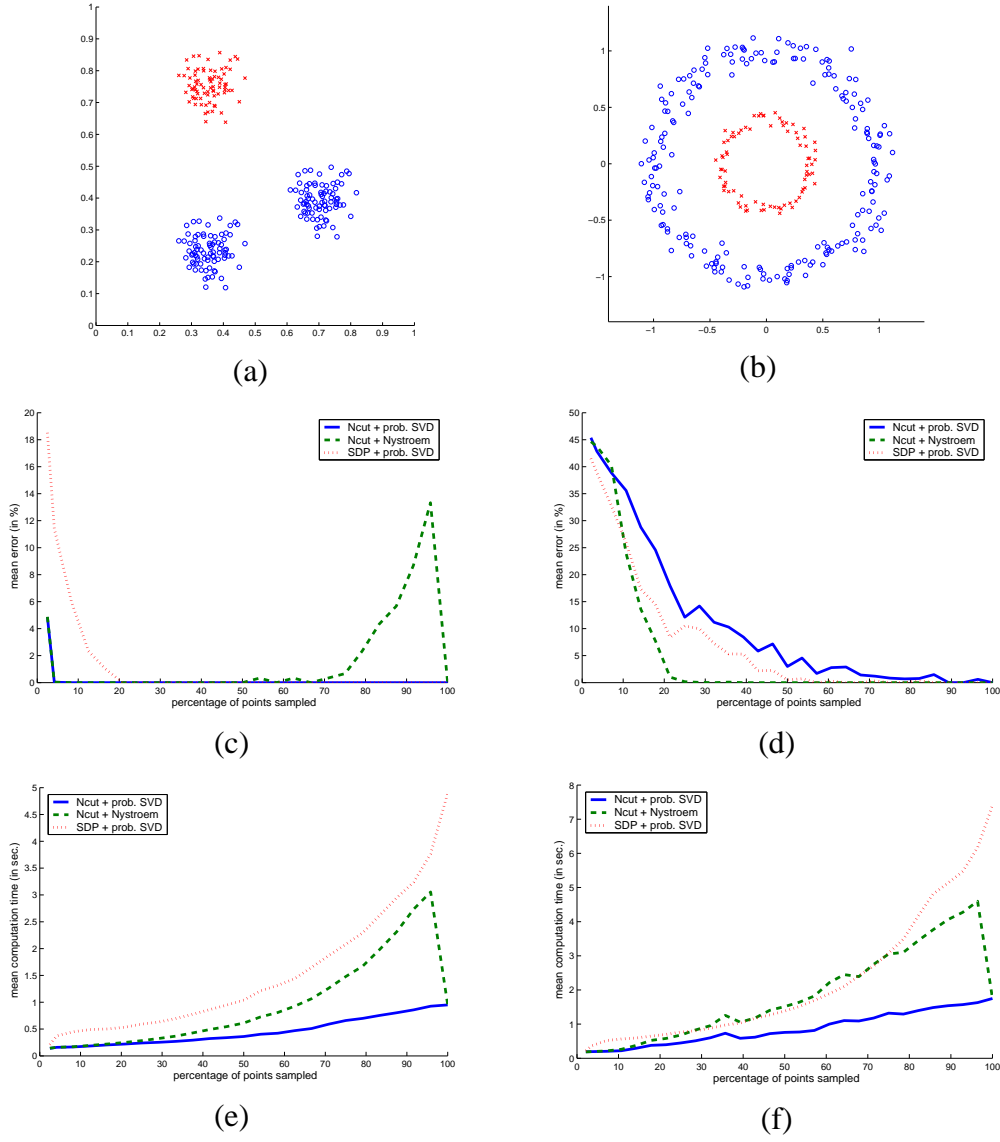 1
0.9
0.8
0.7
0.6
0.5
0.4
0.3
0.2
0.1
0
0 0.1 0.2 0.3 0.4 0.5 0.6 0.7 0.8 0.9 1
(a)
1
0.5
0
−0.5
−1
−1 −0.5 0 0.5 1
(b)
20
18
16
14
12
10
8
6
4
2
0
mean error (in %)
Ncut + prob. SVD
Ncut + Nystroem
SDP + prob. SVD
0 10 20 30 40 50 60 70 80 90 100
percentage of points sampled
(c)
50
45
40
35
30
25
20
15
10
5
0
mean error (in %)
Ncut + prob. SVD
Ncut + Nystroem
SDP + prob. SVD
0 10 20 30 40 50 60 70 80 90 100
percentage of points sampled
(d)
5
4.5
4
3.5
3
2.5
2
1.5
1
0.5
0
mean computation time (in sec.)
Ncut + prob. SVD
Ncut + Nystroem
SDP + prob. SVD
0 10 20 30 40 50 60 70 80 90 100
percentage of points sampled
(e)
8
7
6
5
4
3
2
1
0
mean computation time (in sec.)
Ncut + prob. SVD
Ncut + Nystroem
SDP + prob. SVD
0 10 20 30 40 50 60 70 80 90 100
percentage of points sampled
(f)